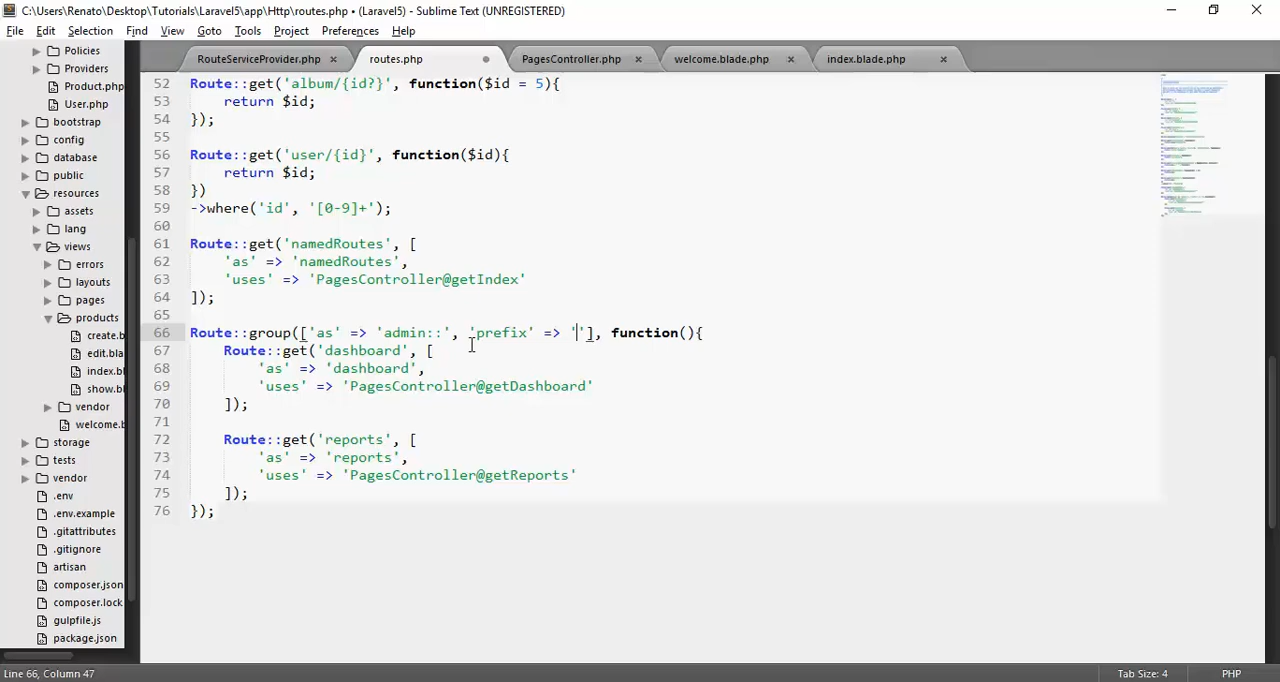 C:\Users\Renato\Desktop\Tutorials\Laravel5\app\Http\routes.php • (Laravel5) - Sublime Text (UNREGISTERED)
File Edit Selection Find View Goto Tools Project Preferences Help
RouteServiceProvider.php × routes.php PagesController.php × welcome.blade.php × index.blade.php ×
Policies
Providers
Product.php
User.php
bootstrap
config
database
public
resources
assets
lang
views
errors
layouts
pages
products
create.b
edit.bla
index.bl
show.bl
vendor
welcome.b
storage
tests
vendor
.env
.env.example
.gitattributes
.gitignore
artisan
composer.json
composer.lock
gulpfile.js
package.json
52 Route::get('album/{id?}', function($id = 5){
53     return $id;
54 });
55
56 Route::get('user/{id}', function($id){
57     return $id;
58 })
59 ->where('id', '[0-9]+');
60
61 Route::get('namedRoutes', [
62     'as' => 'namedRoutes',
63     'uses' => 'PagesController@getIndex'
64 ]);
65
66 Route::group(['as' => 'admin::', 'prefix' => ''], function(){
67     Route::get('dashboard', [
68         'as' => 'dashboard',
69         'uses' => 'PagesController@getDashboard'
70     ]);
71
72     Route::get('reports', [
73         'as' => 'reports',
74         'uses' => 'PagesController@getReports'
75     ]);
76 });
Line 66, Column 47 Tab Size: 4 PHP